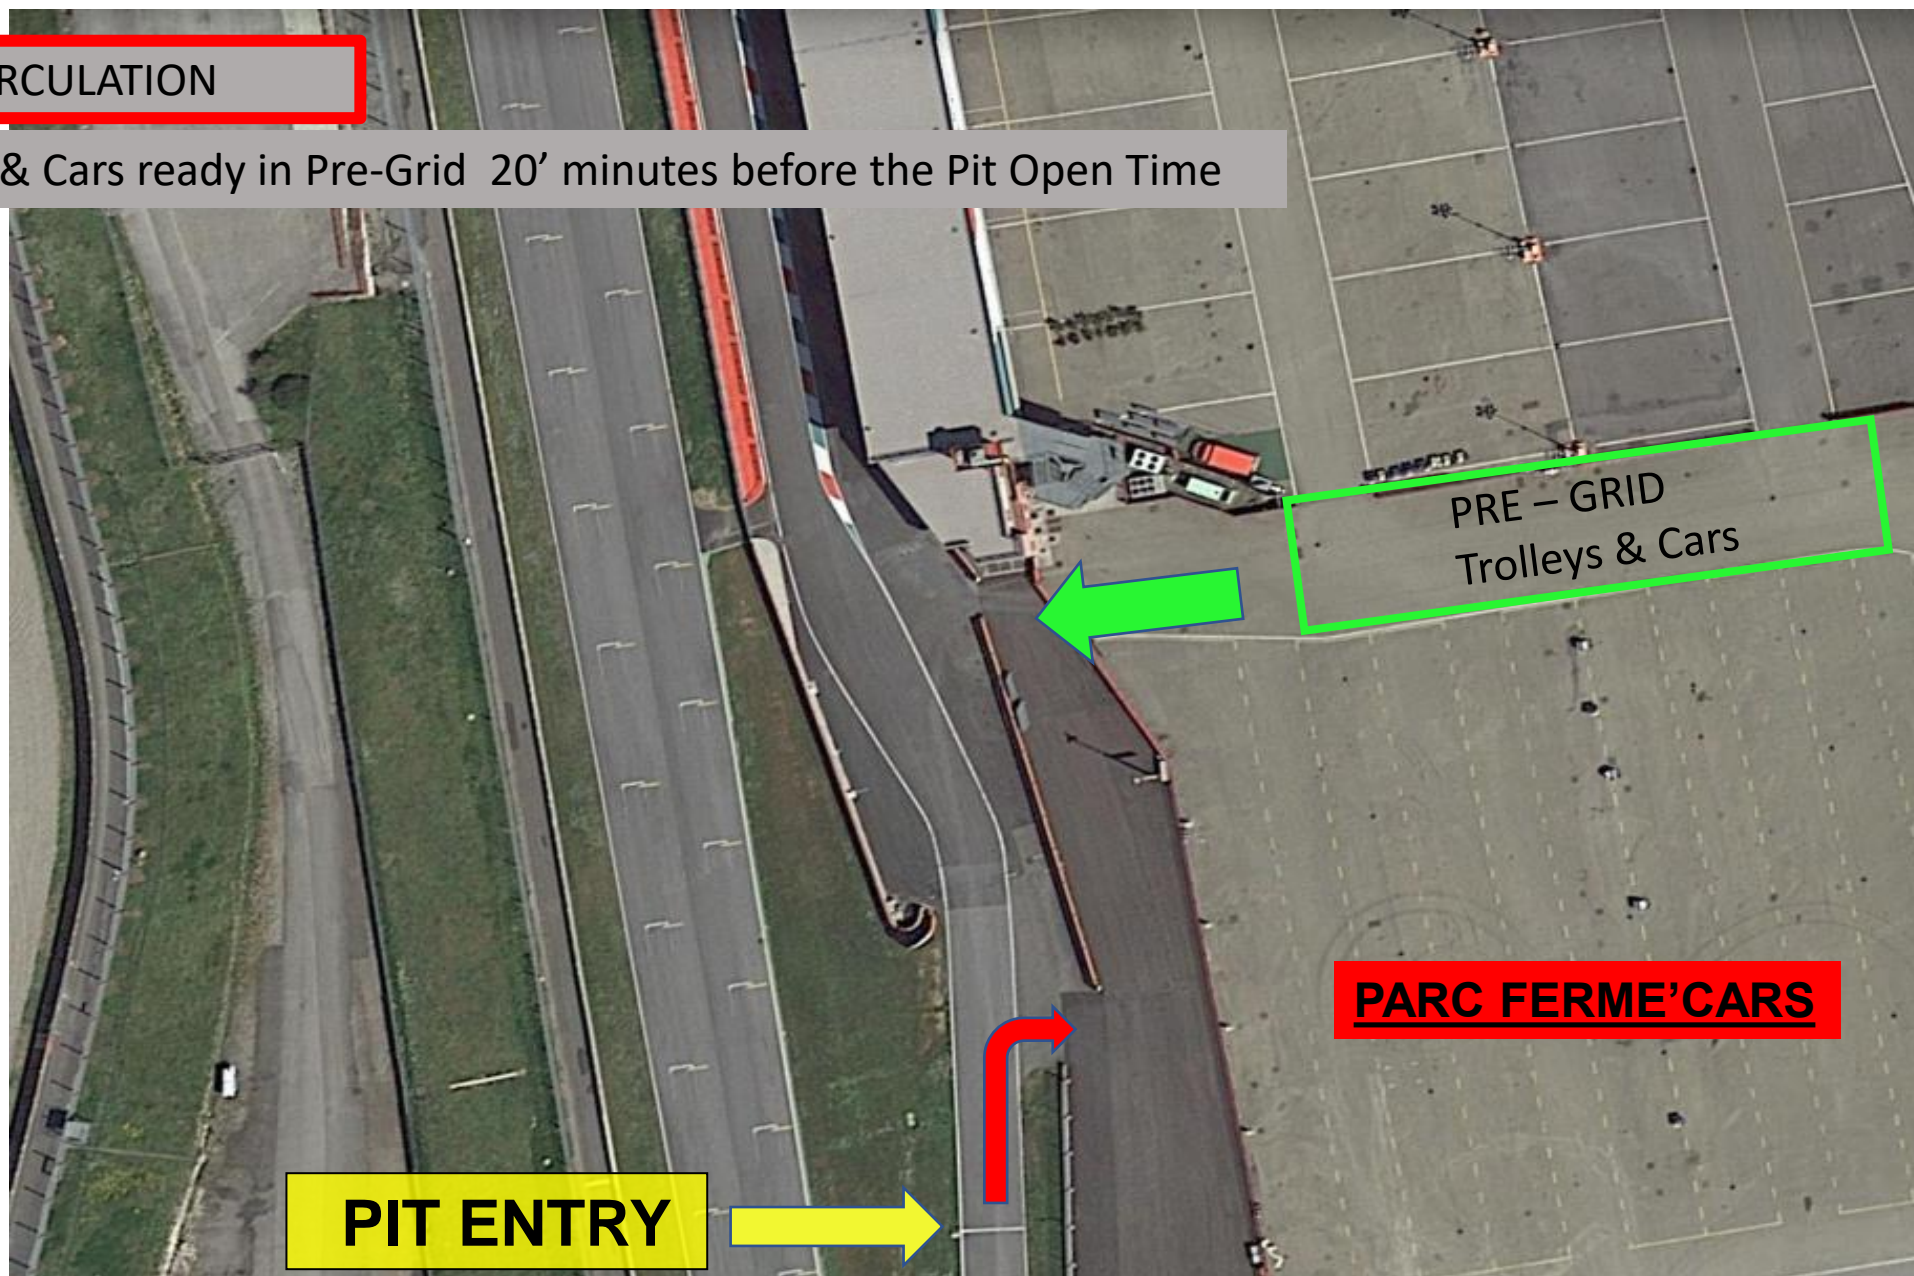 RCULATION
& Cars ready in Pre-Grid  20’ minutes before the Pit Open Time
PRE – GRID
Trolleys & Cars
PARC FERME’CARS
PIT ENTRY